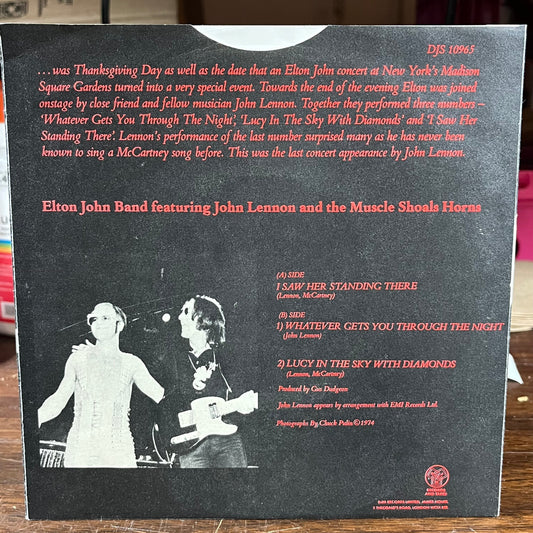 DJS 10965
...was Thanksgiving Day as well as the date that an Elton John concert at New York's Madison
Square Gardens turned into a very special event. Towards the end of the evening Elton was joined
onstage by close friend and fellow musician John Lennon. Together they performed three numbers –
'Whatever Gets You Through The Night', 'Lucy In The Sky With Diamonds' and 'I Saw Her
Standing There'. Lennon's performance of the last number surprised many as he has never been
known to sing a McCartney song before. This was the last concert appearance by John Lennon.
Elton John Band featuring John Lennon and the Muscle Shoals Horns
(A) SIDE
I SAW HER STANDING THERE
(Lennon, McCartney)
(B) SIDE
1) WHATEVER GETS YOU THROUGH THE NIGHT
(John Lennon)
2) LUCY IN THE SKY WITH DIAMONDS
(Lennon, McCartney)
Produced by Gus Dudgeon
John Lennon appears by arrangement with EMI Records Ltd.
Photographs By Chuck Pulin © 1974